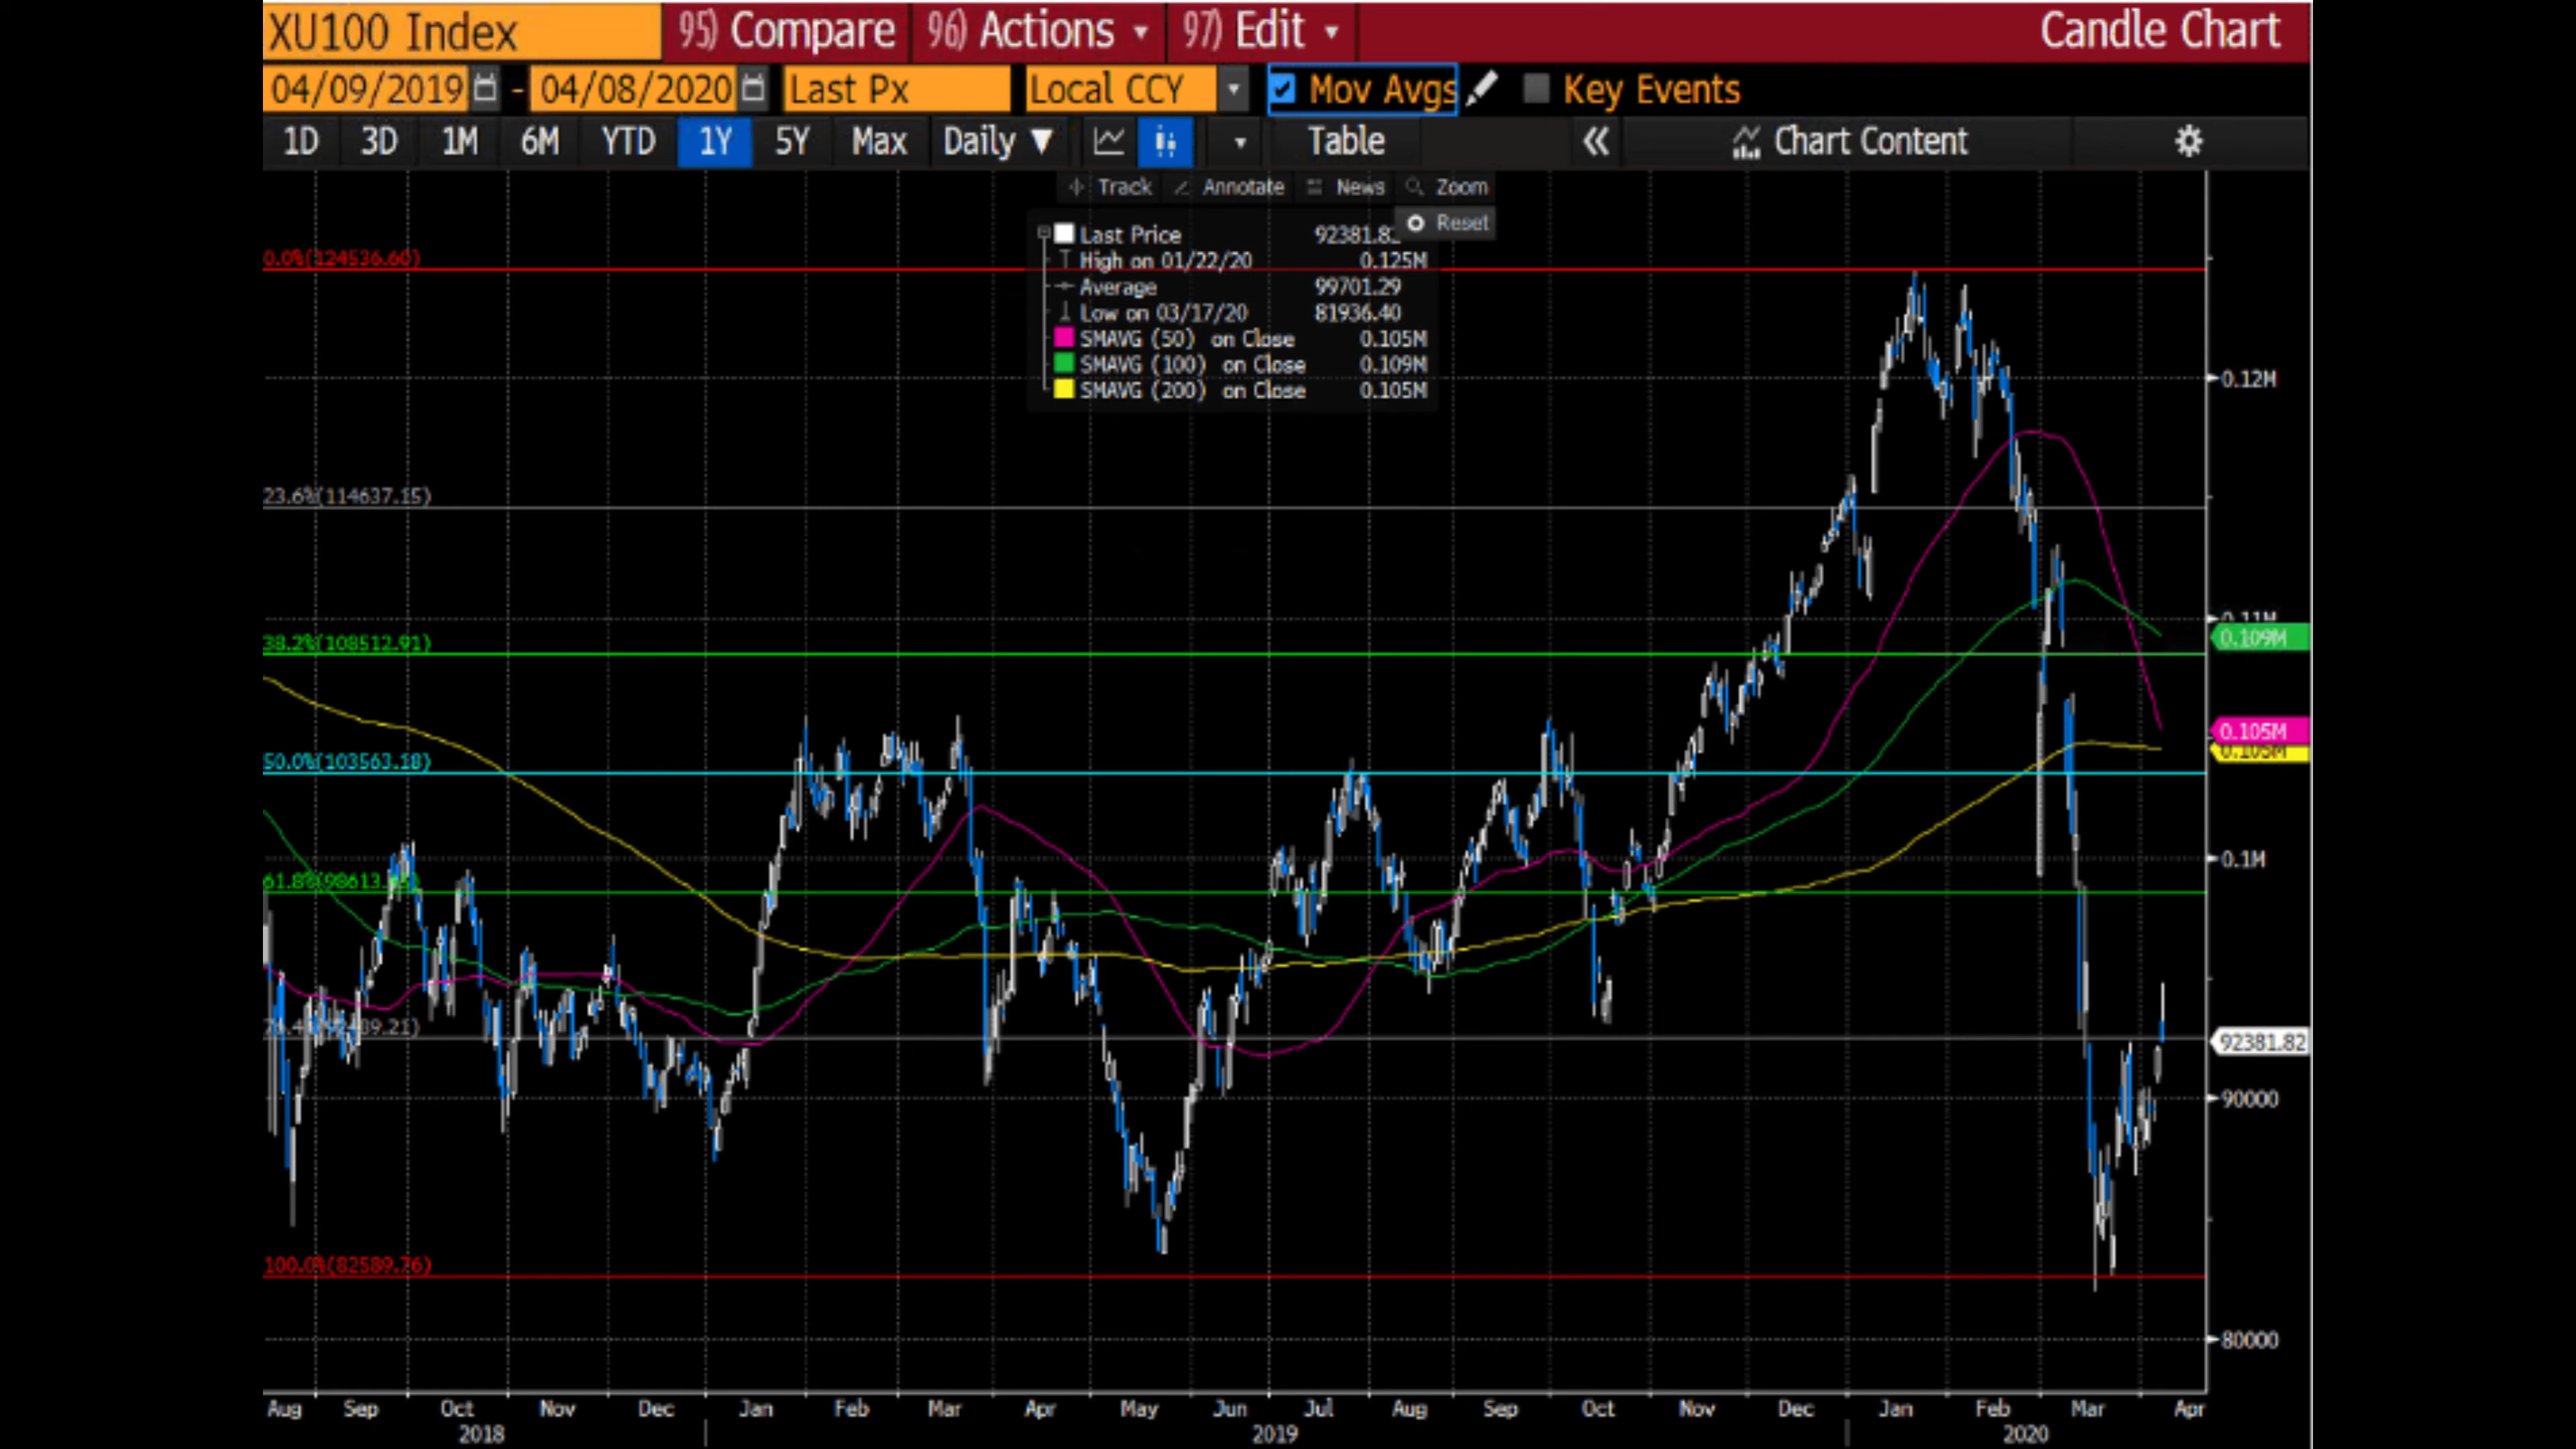 XU100 Index 95) Compare 96) Actions 97) Edit Candle Chart
04/09/2019 - 04/08/2020 Last Px Local CCY Mov Avgs Key Events
1D 3D 1M 6M YTD 1Y 5Y Max Daily Table Chart Content
Track Annotate News Zoom
Reset
Last Price 92381.82
High on 01/22/20 0.125M
Average 99701.29
Low on 03/17/20 81936.40
SMAVG (50) on Close 0.105M
SMAVG (100) on Close 0.109M
SMAVG (200) on Close 0.105M
0.0%(124536.60)
0.12M
23.6%(114637.15)
0.11M
0.109M
38.2%(108512.91)
0.105M
0.105M
50.0%(103563.18)
0.1M
61.8%(98613.
92381.82
90000
100.0%(82589.76)
80000
Aug Sep Oct Nov Dec Jan Feb Mar Apr May Jun Jul Aug Sep Oct Nov Dec Jan Feb Mar Apr
2018 2019 2020